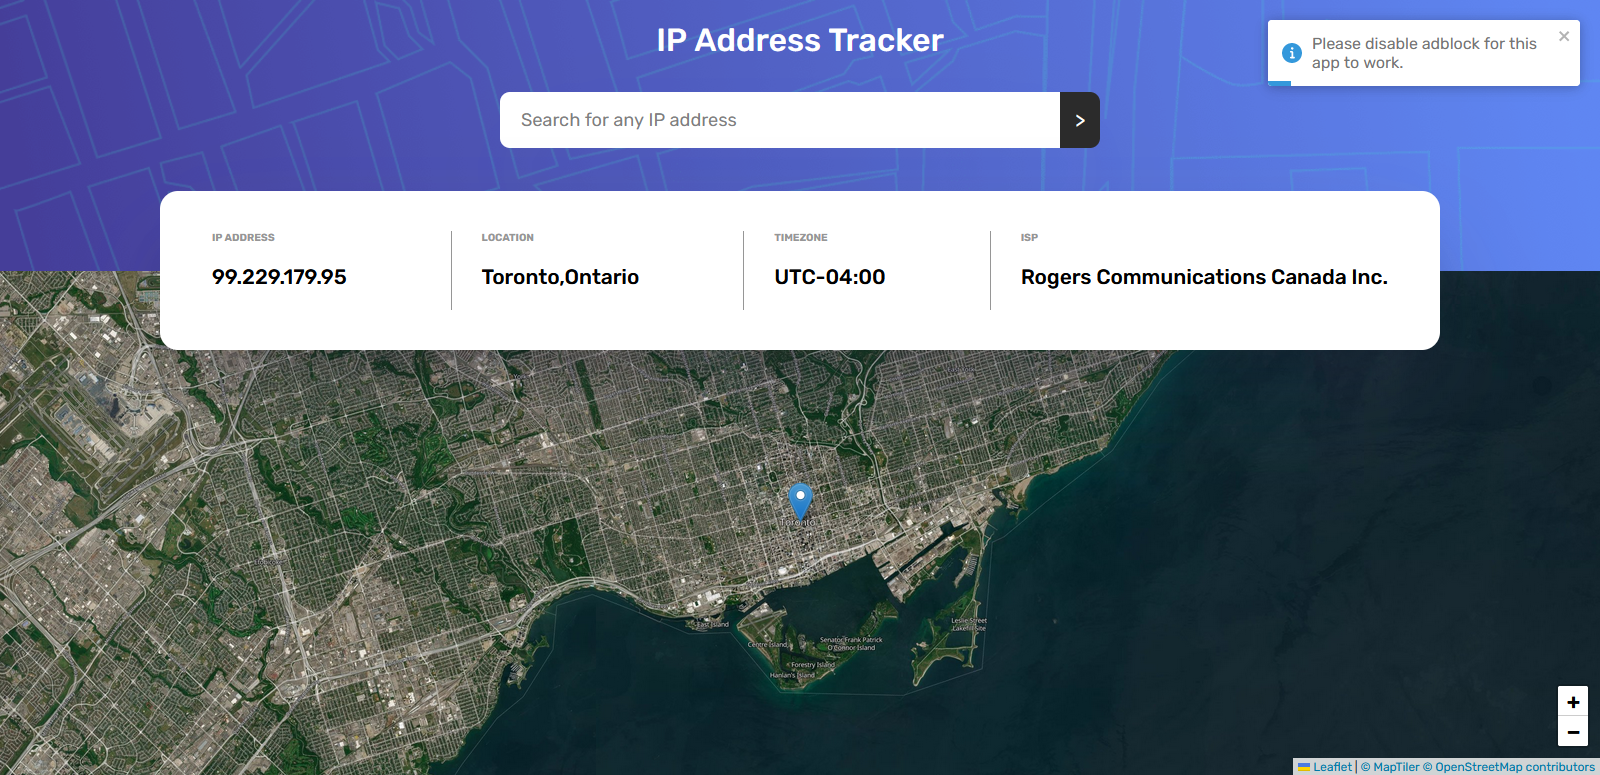 IP Address Tracker
Please disable adblock for this
app to work.
×
Search for any IP address
>
IP ADDRESS
99.229.179.95
LOCATION
Toronto,Ontario
TIMEZONE
UTC-04:00
ISP
Rogers Communications Canada Inc.
Toronto
Etobicoke
East Island
Centre Island
Senator Frank Patrick
O'Connor Island
Forestry Island
Hanlan's Island
Leslie Street
Lakefill Site
+
−
Leaflet | © MapTiler © OpenStreetMap contributors